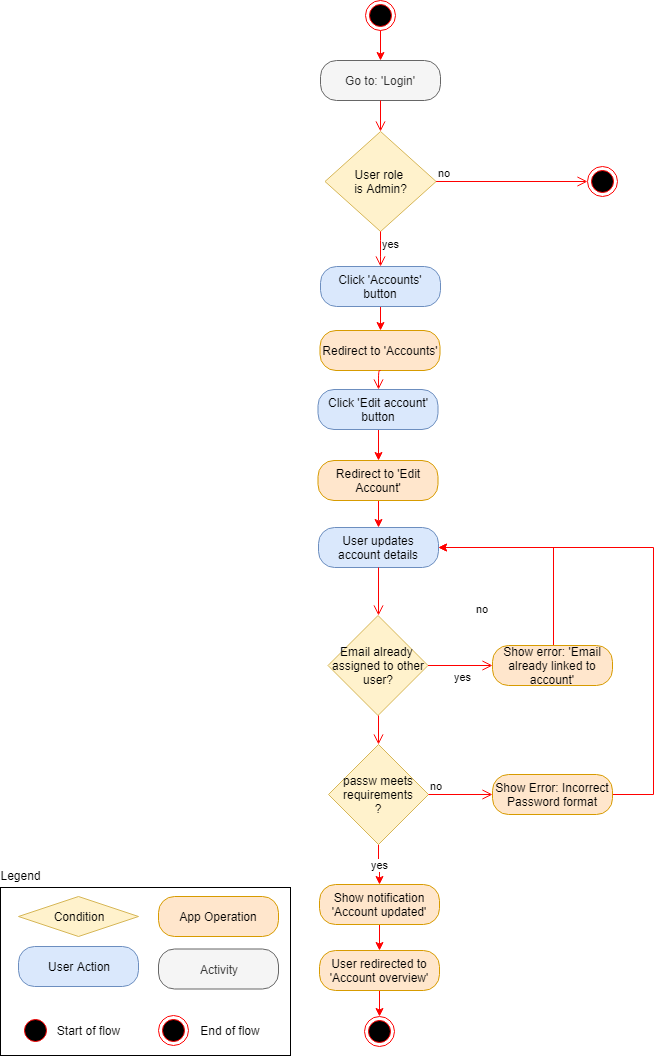 Go to: 'Login'
User role
is Admin?
no
yes
Click 'Accounts'
button
Redirect to 'Accounts'
Click 'Edit account'
button
Redirect to 'Edit
Account'
User updates
account details
no
Email already
assigned to other
user?
yes
Show error: 'Email
already linked to
account'
passw meets
requirements
?
no
Show Error: Incorrect
Password format
yes
Show notification
'Account updated'
User redirected to
'Account overview'
Legend
Condition
App Operation
User Action
Activity
Start of flow
End of flow